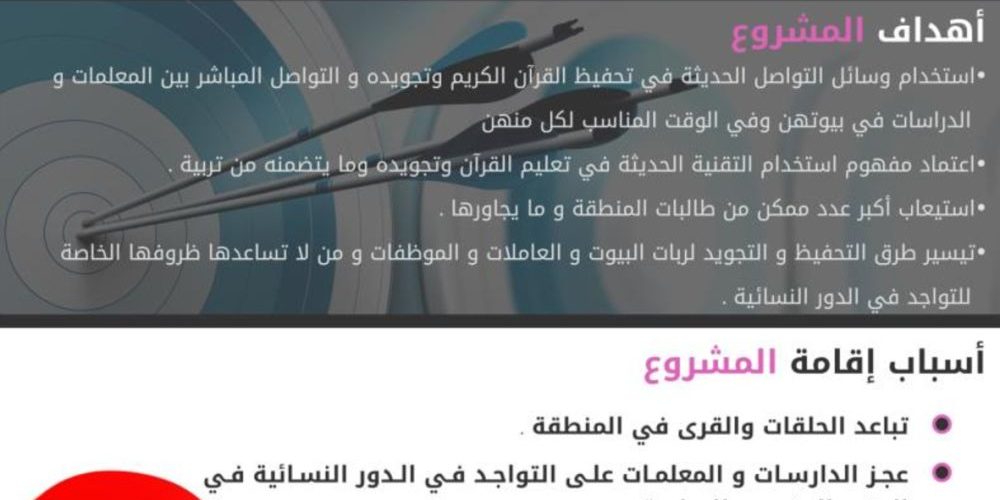 أهداف المشروع
•استخدام وسائل التواصل الحديثة في تحفيظ القرآن الكريم وتجويده و التواصل المباشر بين المعلمات و
الدراسات في بيوتهن وفي الوقت المناسب لكل منهن
•اعتماد مفهوم استخدام التقنية الحديثة في تعليم القرآن وتجويده وما يتضمنه من تربية .
•استيعاب أكبر عدد ممكن من طالبات المنطقة و ما يجاورها .
•تيسير طرق التحفيظ و التجويد لربات البيوت و العاملات و الموظفات و من لا تساعدها ظروفها الخاصة
للتواجد في الدور النسائية .
أسباب إقامة المشروع
تباعد الحلقات والقرى في المنطقة .
عجز الدارسات و المعلمات على التواجد في الدور النسائية في